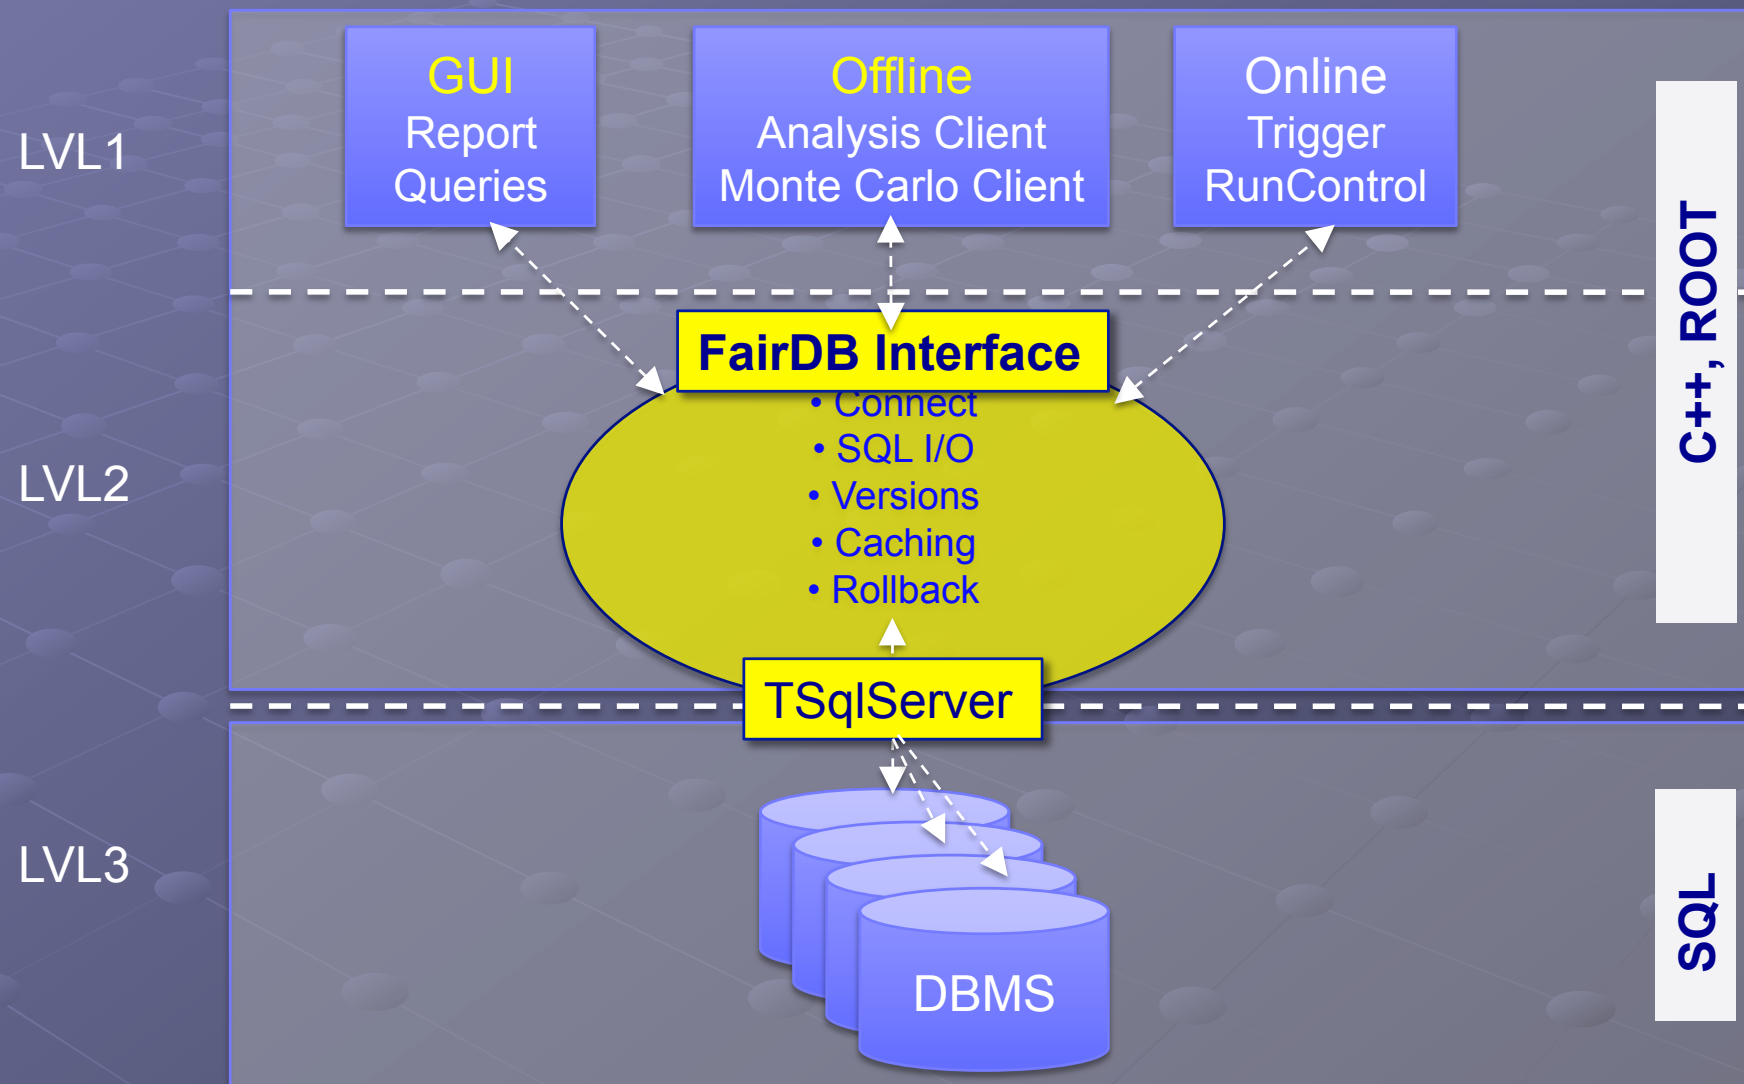 LVL1
GUI
Report
Queries
Offline
Analysis Client
Monte Carlo Client
Online
Trigger
RunControl
C++, ROOT
LVL2
FairDB Interface
• Connect
• SQL I/O
• Versions
• Caching
• Rollback
TSqlServer
LVL3
DBMS
SQL